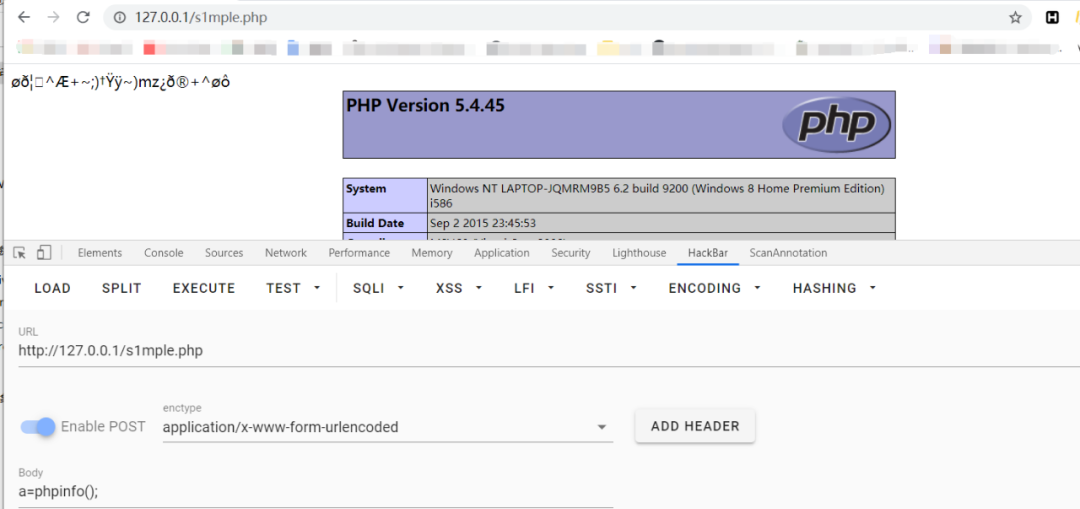 127.0.0.1/s1mple.php
øð¦□^Æ+~;)†Ÿÿ~)mz¿ð®+^øô
PHP Version 5.4.45
php
System
Windows NT LAPTOP-JQMRM9B5 6.2 build 9200 (Windows 8 Home Premium Edition)
i586
Build Date
Sep 2 2015 23:45:53
Elements Console Sources Network Performance Memory Application Security Lighthouse HackBar ScanAnnotation
LOAD SPLIT EXECUTE TEST SQLI XSS LFI SSTI ENCODING HASHING
URL
http://127.0.0.1/s1mple.php
Enable POST
enctype
application/x-www-form-urlencoded
ADD HEADER
Body
a=phpinfo();